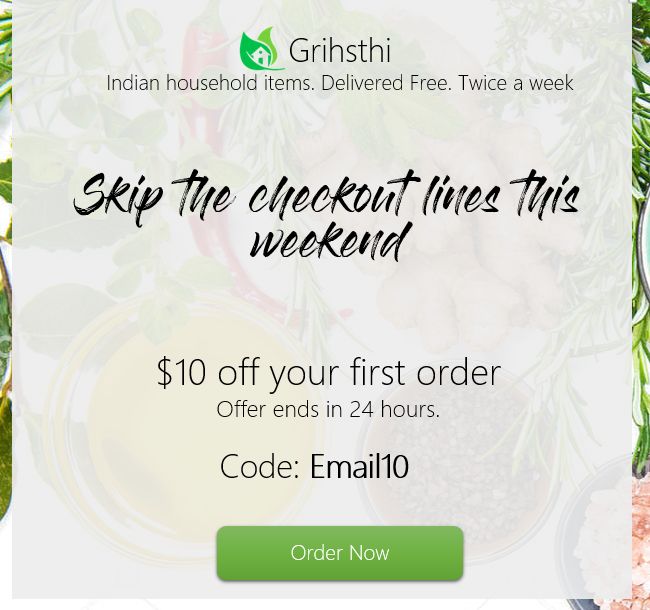 Grihsthi
Indian household items. Delivered Free. Twice a week
Skip the checkout lines this
weekend
$10 off your first order
Offer ends in 24 hours.
Code: Email10
Order Now